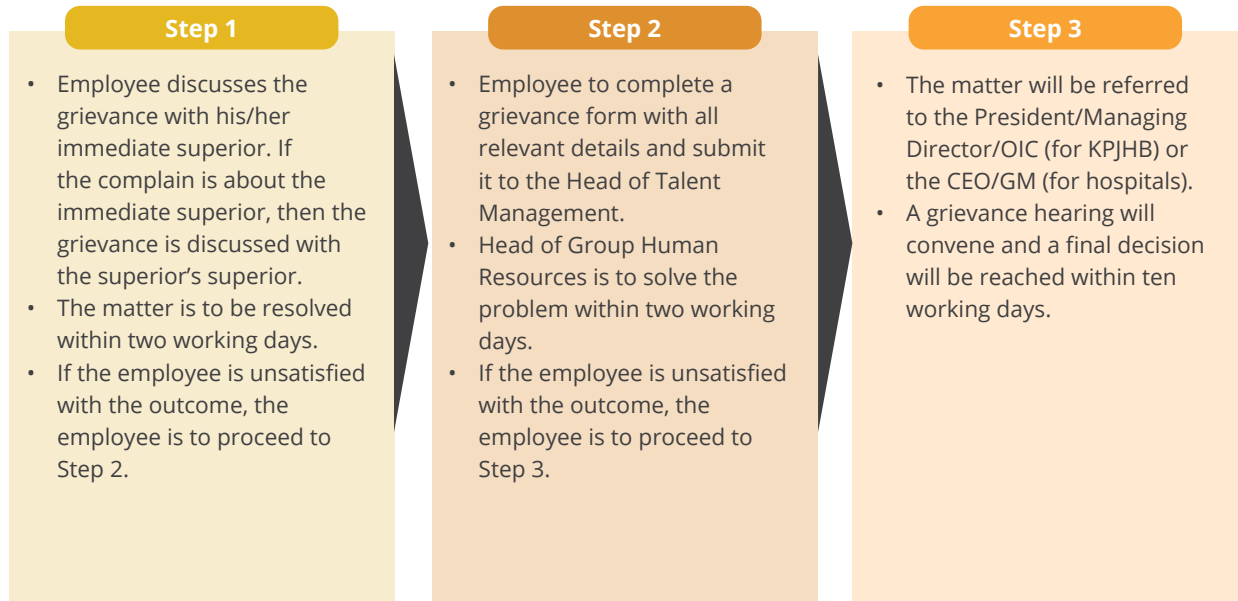 Step 1
• Employee discusses the
grievance with his/her
immediate superior. If
the complain is about the
immediate superior, then the
grievance is discussed with
the superior’s superior.
• The matter is to be resolved
within two working days.
• If the employee is unsatisfied
with the outcome, the
employee is to proceed to
Step 2.
Step 2
• Employee to complete a
grievance form with all
relevant details and submit
it to the Head of Talent
Management.
• Head of Group Human
Resources is to solve the
problem within two working
days.
• If the employee is unsatisfied
with the outcome, the
employee is to proceed to
Step 3.
Step 3
• The matter will be referred
to the President/Managing
Director/OIC (for KPJHB) or
the CEO/GM (for hospitals).
• A grievance hearing will
convene and a final decision
will be reached within ten
working days.